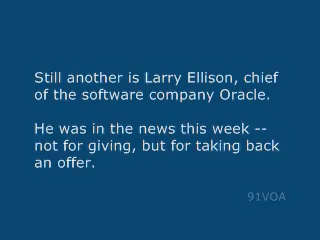 Still another is Larry Ellison, chief
of the software company Oracle.
He was in the news this week --
not for giving, but for taking back
an offer.
91VOA